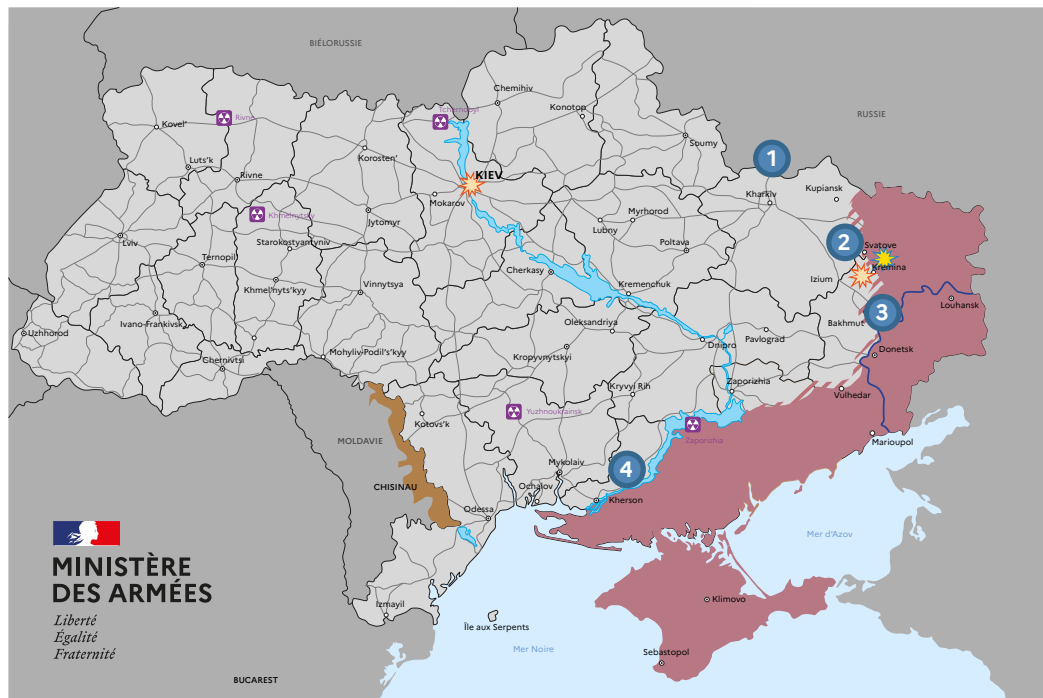 BIÉLORUSSIE
RUSSIE
Chernihiv
Konotop
Tchernobyl
Rivne
Kovel'
Soumy
Korosten'
1
Luts'k
Rivne
KIEV
Kharkiv
Kupiansk
Mokarov
Khmelnytsky
Jytomyr
Myrhorod
Lubny
Starokostyantyniv
Lviv
Poltava
2
Svatove
Ternopil
Cherkasy
Kremina
Izium
Khmel'nyts'kyy
Vinnytsya
Kremenchuk
Louhansk
3
Ivano-Frankivsk
Uzhhorod
Oleksandriya
Bakhmut
Pavlograd
Dnipro
Mohyliv-Podil's'kyy
Chernivtsi
Kropyvnytskyi
Donetsk
Kryvyi Rih
Zaporizhia
Vulhedar
Yuzhnoukrainsk
Kotovs'k
Zaporizhia
MOLDAVIE
Marioupol
Mykolaiv
4
CHISINAU
Ochalov
Kherson
Odessa
Mer d'Azov
MINISTÈRE
DES ARMÉES
Liberté
Égalité
Fraternité
Izmayil
Klimovo
Île aux Serpents
Mer Noire
Sebastopol
BUCAREST